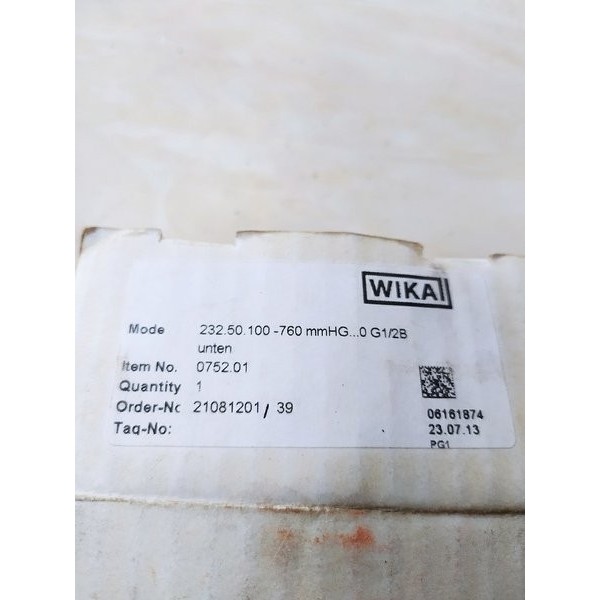 WIKA
Mode 232.50.100 -760 mmHG...0 G1/2B
unten
Item No. 0752.01
Quantity 1
Order-No 21081201 / 39
Tag-No:
06161874
23.07.13
PG1